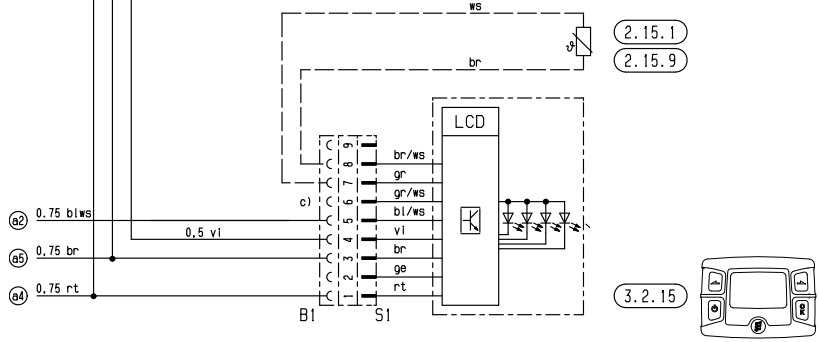 ws
2.15.1
2.15.9
br
LCD
9
8 br/ws
7 gr
c) 6 gr/ws
a2 0.75 blws 5 bl/ws
0,5 vi 4 vi
a5 0.75 br 3 br
2 ge
a4 0.75 rt 1 rt
B1 S1
3.2.15